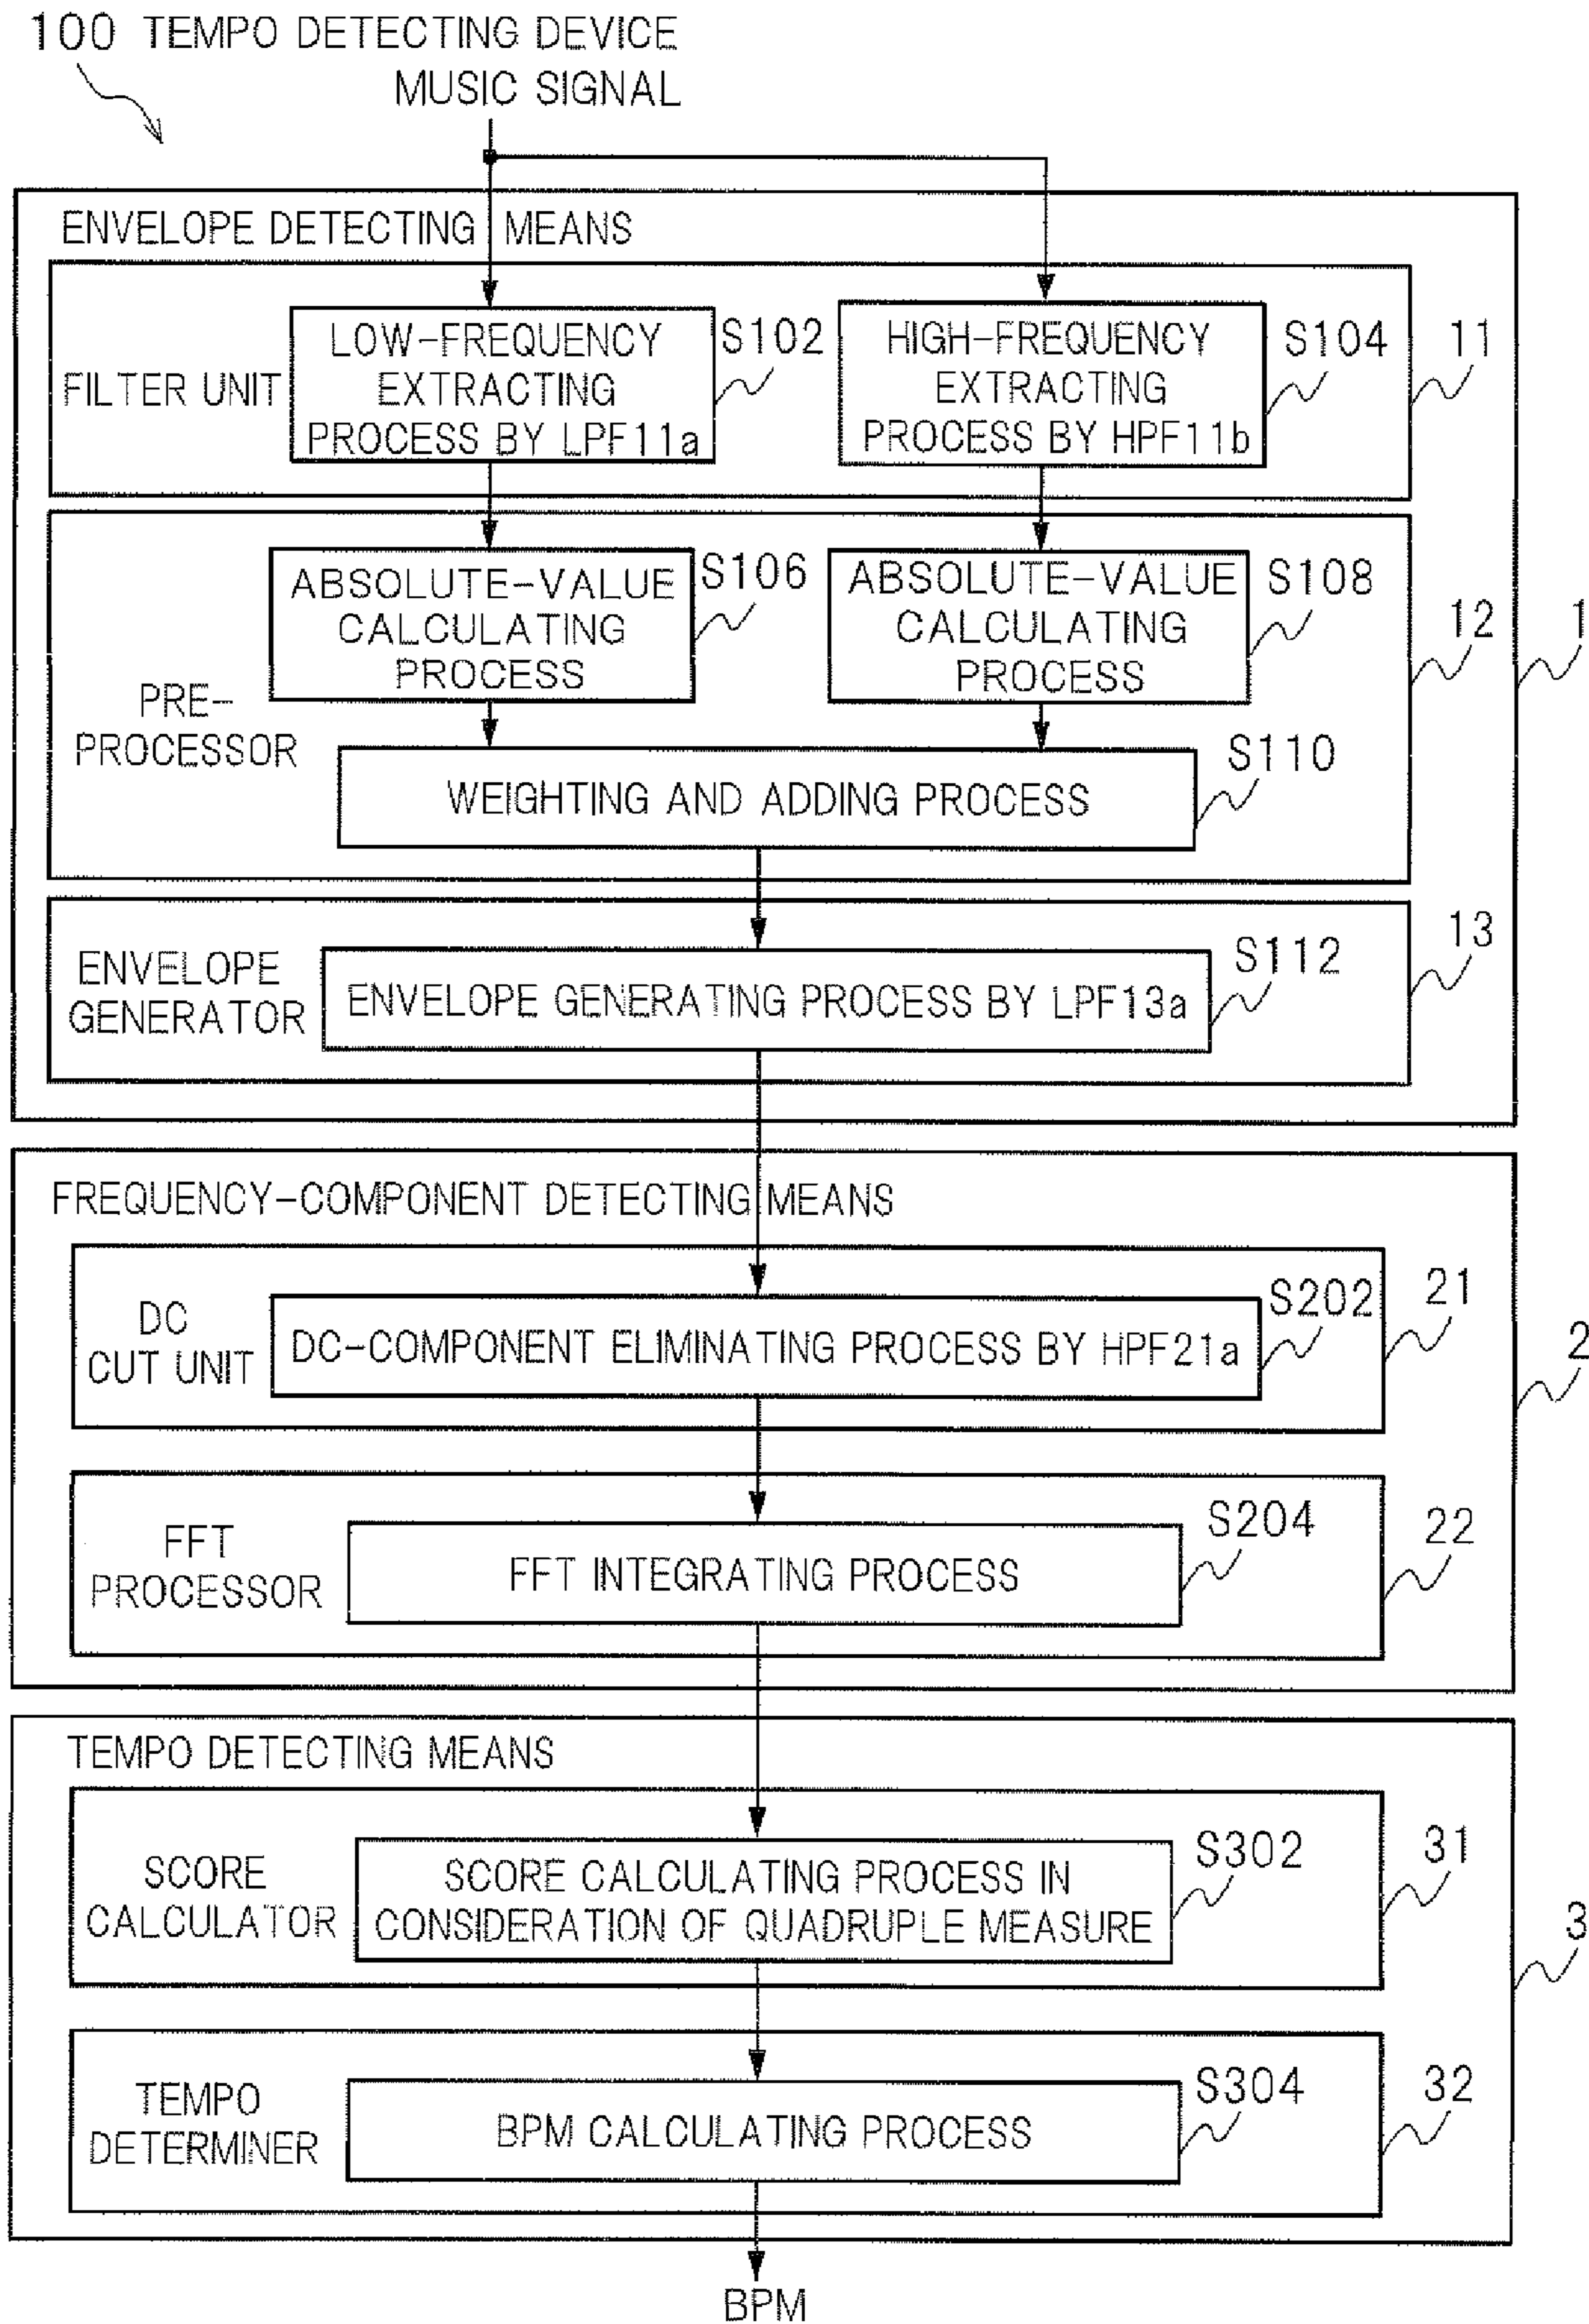 100 TEMPO DETECTING DEVICE
MUSIC SIGNAL
ENVELOPE DETECTING MEANS
FILTER UNIT
LOW-FREQUENCY
EXTRACTING
PROCESS BY LPF11a
S102
HIGH-FREQUENCY
EXTRACTING
PROCESS BY HPF11b
S104
11
PRE-
PROCESSOR
ABSOLUTE-VALUE
CALCULATING
PROCESS
S106
ABSOLUTE-VALUE
CALCULATING
PROCESS
S108
12
1
WEIGHTING AND ADDING PROCESS
S110
ENVELOPE
GENERATOR
ENVELOPE GENERATING PROCESS BY LPF13a
S112
13
FREQUENCY-COMPONENT DETECTING MEANS
DC
CUT UNIT
DC-COMPONENT ELIMINATING PROCESS BY HPF21a
S202
21
2
FFT
PROCESSOR
FFT INTEGRATING PROCESS
S204
22
TEMPO DETECTING MEANS
SCORE
CALCULATOR
SCORE CALCULATING PROCESS IN
CONSIDERATION OF QUADRUPLE MEASURE
S302
31
3
TEMPO
DETERMINER
BPM CALCULATING PROCESS
S304
32
BPM